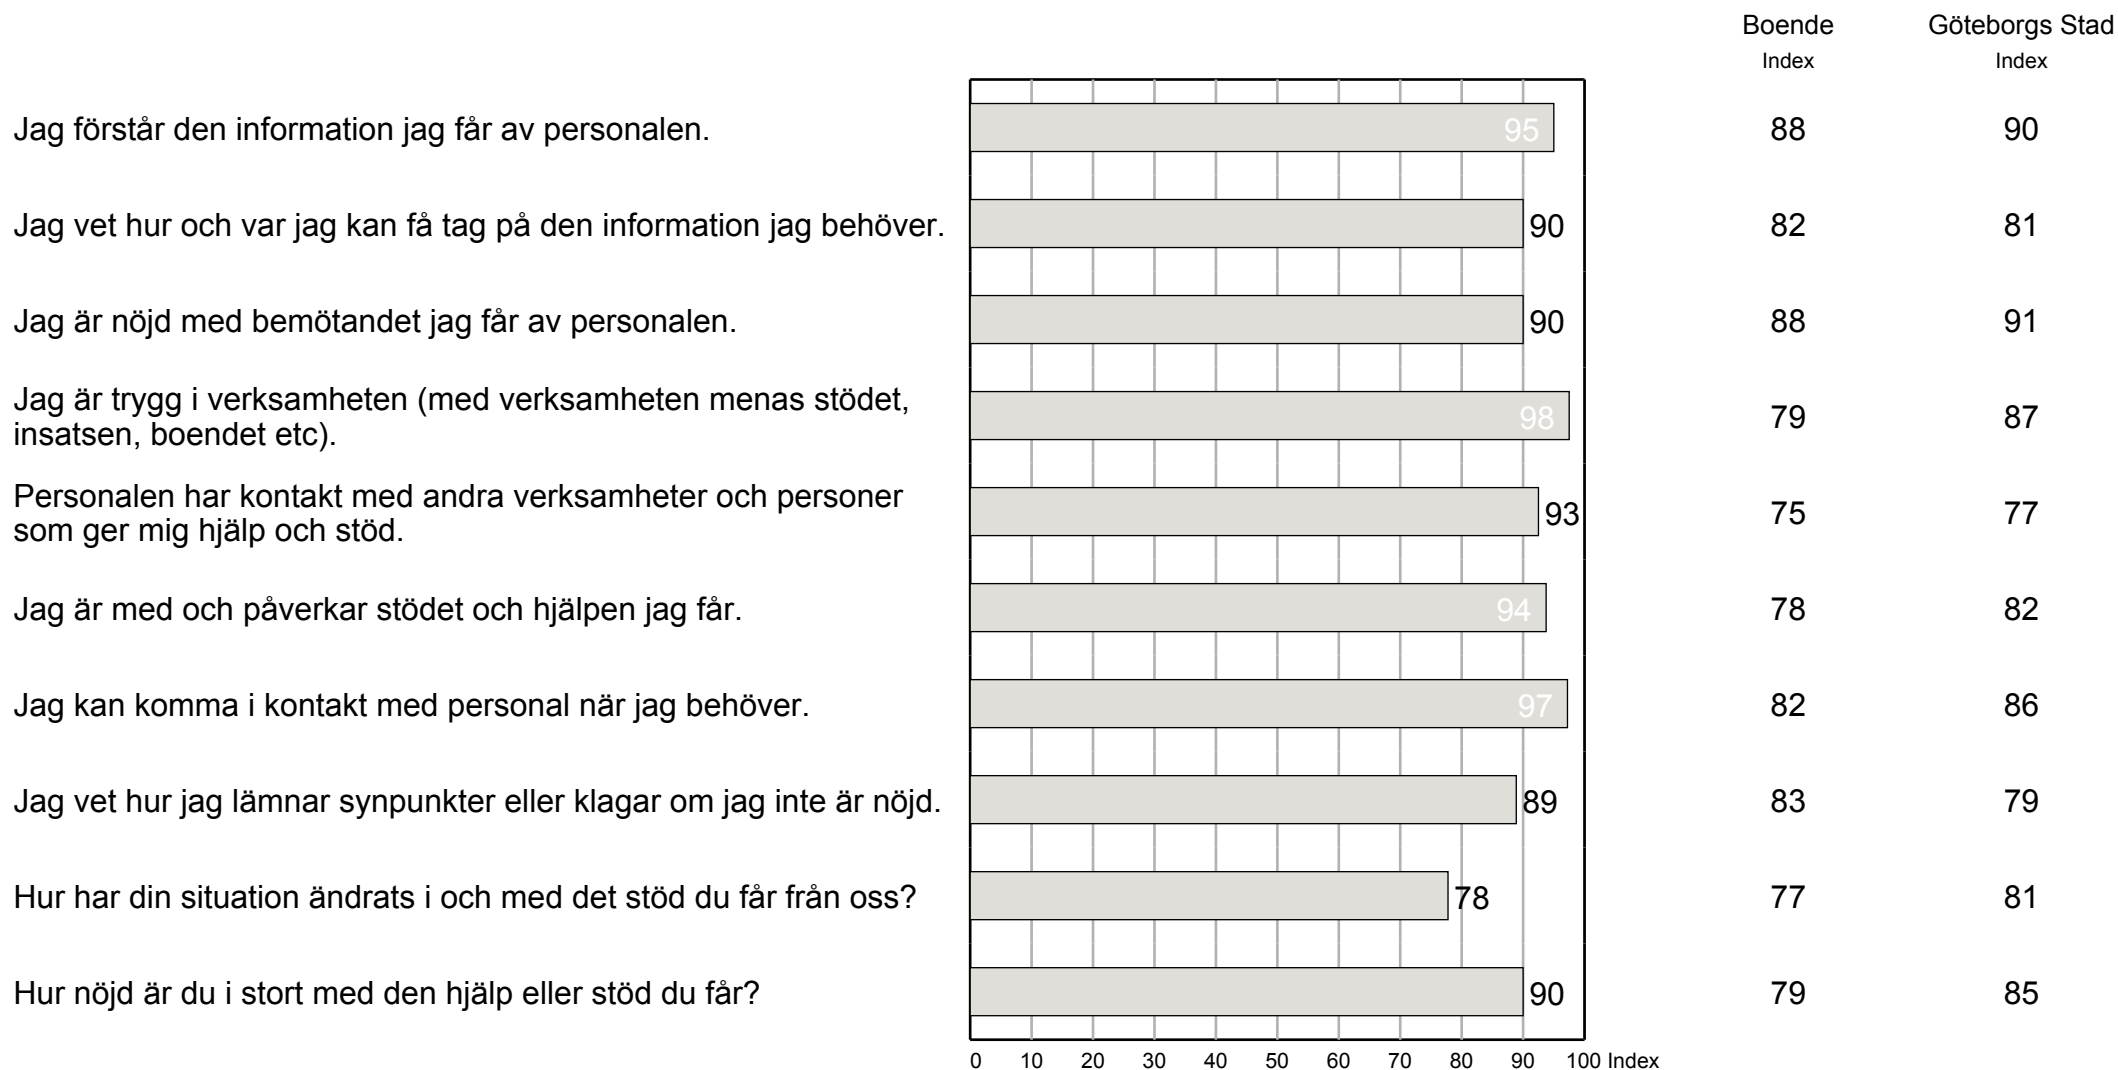 Boende Göteborgs Stad
Index Index
Jag förstår den information jag får av personalen. 95 88 90
Jag vet hur och var jag kan få tag på den information jag behöver. 90 82 81
Jag är nöjd med bemötandet jag får av personalen. 90 88 91
Jag är trygg i verksamheten (med verksamheten menas stödet,
insatsen, boendet etc). 98 79 87
Personalen har kontakt med andra verksamheter och personer
som ger mig hjälp och stöd. 93 75 77
Jag är med och påverkar stödet och hjälpen jag får. 94 78 82
Jag kan komma i kontakt med personal när jag behöver. 97 82 86
Jag vet hur jag lämnar synpunkter eller klagar om jag inte är nöjd. 89 83 79
Hur har din situation ändrats i och med det stöd du får från oss? 78 77 81
Hur nöjd är du i stort med den hjälp eller stöd du får? 90 79 85
0 10 20 30 40 50 60 70 80 90 100 Index